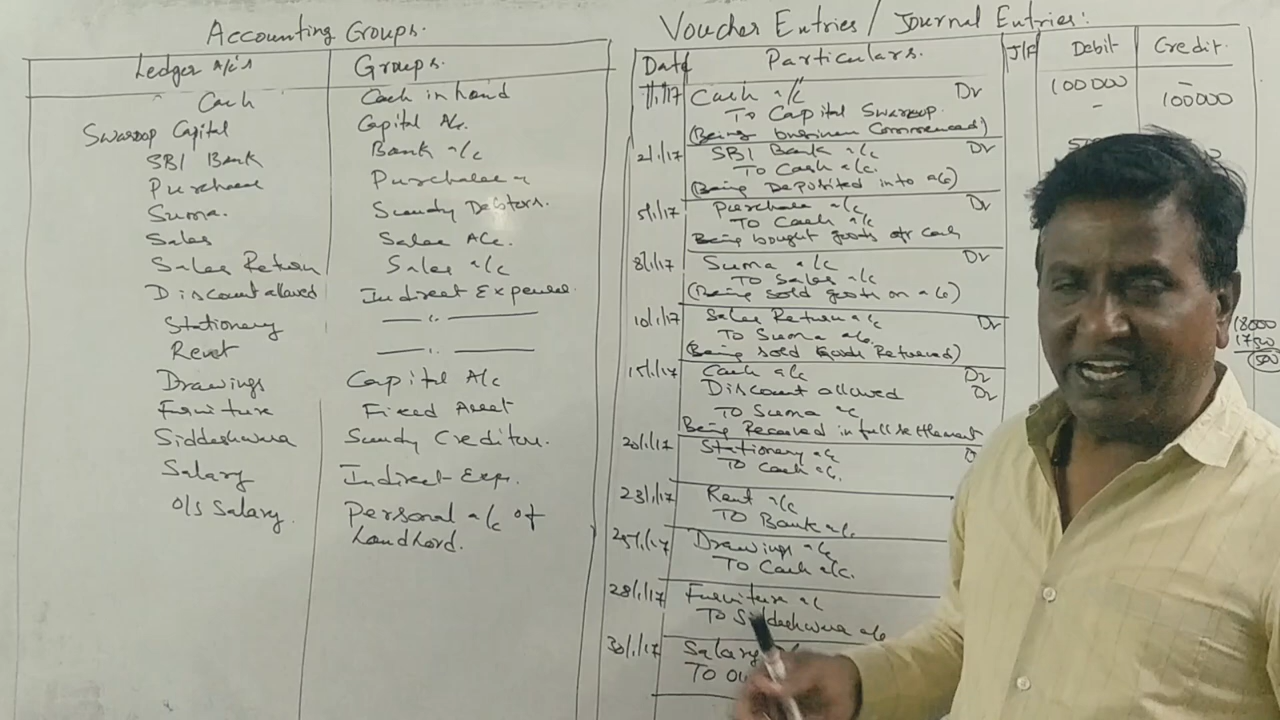 Accounting Groups.
Ledger A/c's Groups.
Cash Cash in hand
Swaroop Capital Capital A/c.
SBI Bank Bank a/c
Purchase Purchase
Suma. Sundry Debtors.
Sales Sales A/c.
Sales Return Sales a/c
Discount allowed Indirect Expenses.
Stationery —— " ——
Rent —— " ——
Drawings Capital A/c
Furniture Fixed Asset
Siddeshwara Sundry Creditors.
Salary Indirect Exp.
O/S Salary. Personal a/c of
Landlord.
Voucher Entries / Journal Entries:
Date Particulars. J/F Debit Credit.
1/1/17 Cash a/c Dr 100000 -
To Capital Swaroop. - 100000
(Being business Commenced)
2/1/17 SBI Bank a/c Dr
To Cash a/c.
(Being Deposited into a/c)
5/1/17 Purchase a/c Dr
To Cash a/c
Being bought goods for cash
8/1/17 Suma a/c Dr
To Sales a/c
(Being sold goods on a/c)
10/1/17 Sales Return a/c Dr
To Suma a/c.
(Being sold Goods Returned)
15/1/17 Cash a/c Dr
Discount allowed Dr
To Suma a/c
Being Received in full settlement
20/1/17 Stationery a/c
To Cash a/c.
23/1/17 Rent a/c
To Bank a/c.
25/1/17 Drawings a/c
To Cash a/c.
28/1/17 Furniture a/c
To Siddeshwara a/c
30/1/17 Salary
To
18000
17500
500